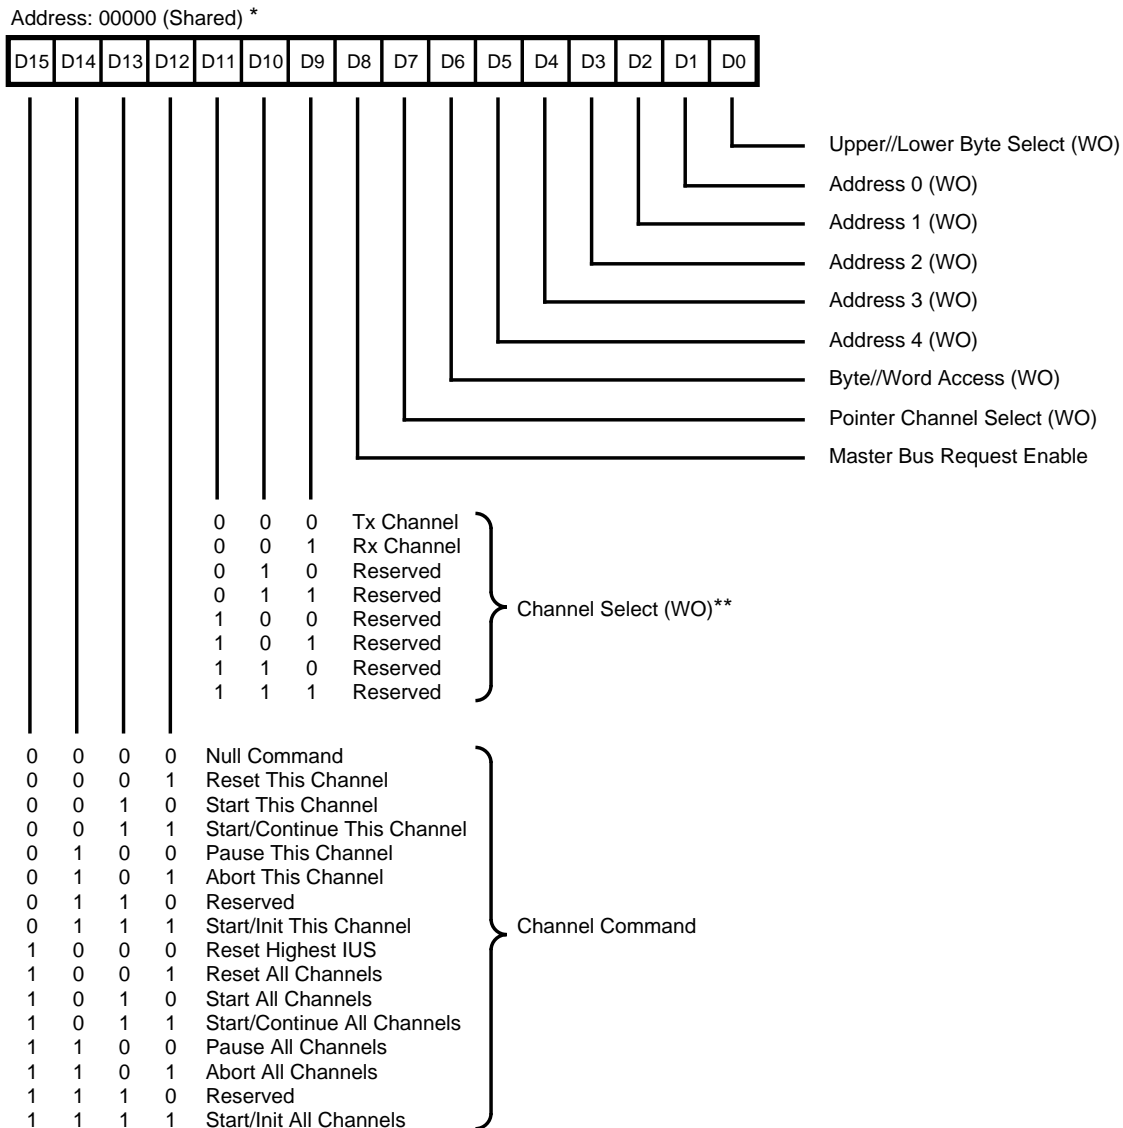 Address: 00000 (Shared) *
D15 D14 D13 D12 D11 D10 D9 D8 D7 D6 D5 D4 D3 D2 D1 D0
Upper//Lower Byte Select (WO)
Address 0 (WO)
Address 1 (WO)
Address 2 (WO)
Address 3 (WO)
Address 4 (WO)
Byte//Word Access (WO)
Pointer Channel Select (WO)
Master Bus Request Enable
0 0 0 Tx Channel
0 0 1 Rx Channel
0 1 0 Reserved
0 1 1 Reserved
1 0 0 Reserved
1 0 1 Reserved
1 1 0 Reserved
1 1 1 Reserved
Channel Select (WO)**
0 0 0 0 Null Command
0 0 0 1 Reset This Channel
0 0 1 0 Start This Channel
0 0 1 1 Start/Continue This Channel
0 1 0 0 Pause This Channel
0 1 0 1 Abort This Channel
0 1 1 0 Reserved
0 1 1 1 Start/Init This Channel
1 0 0 0 Reset Highest IUS
1 0 0 1 Reset All Channels
1 0 1 0 Start All Channels
1 0 1 1 Start/Continue All Channels
1 1 0 0 Pause All Channels
1 1 0 1 Abort All Channels
1 1 1 0 Reserved
1 1 1 1 Start/Init All Channels
Channel Command